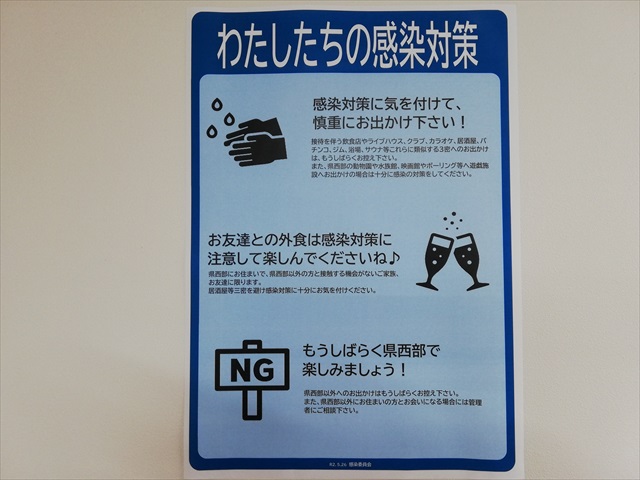 わたしたちの感染対策
感染対策に気を付けて、
慎重にお出かけ下さい！
接待を伴う飲食店やライブハウス、クラブ、カラオケ、居酒屋、パ
チンコ、ジム、浴場、サウナ等これらに類似する3密へのお出かけ
は、もうしばらくお控え下さい。
また、県西部の動物園や水族館、映画館やボーリング等へ遊戯施
設へお出かけの場合は十分に感染の対策をしてください。
お友達との外食は感染対策に
注意して楽しんでくださいね♪
県西部にお住まいで、県西部以外の方と接触する機会がないご家族、
お友達に限ります。
居酒屋等三密を避け感染対策に十分にお気を付けください。
NG
もうしばらく県西部で
楽しみましょう！
県西部以外へのお出かけはもうしばらくお控え下さい。
また、県西部以外にお住まいの方とお会いになる場合には管理
者にご相談下さい。
R2. 5.26 感染委員会